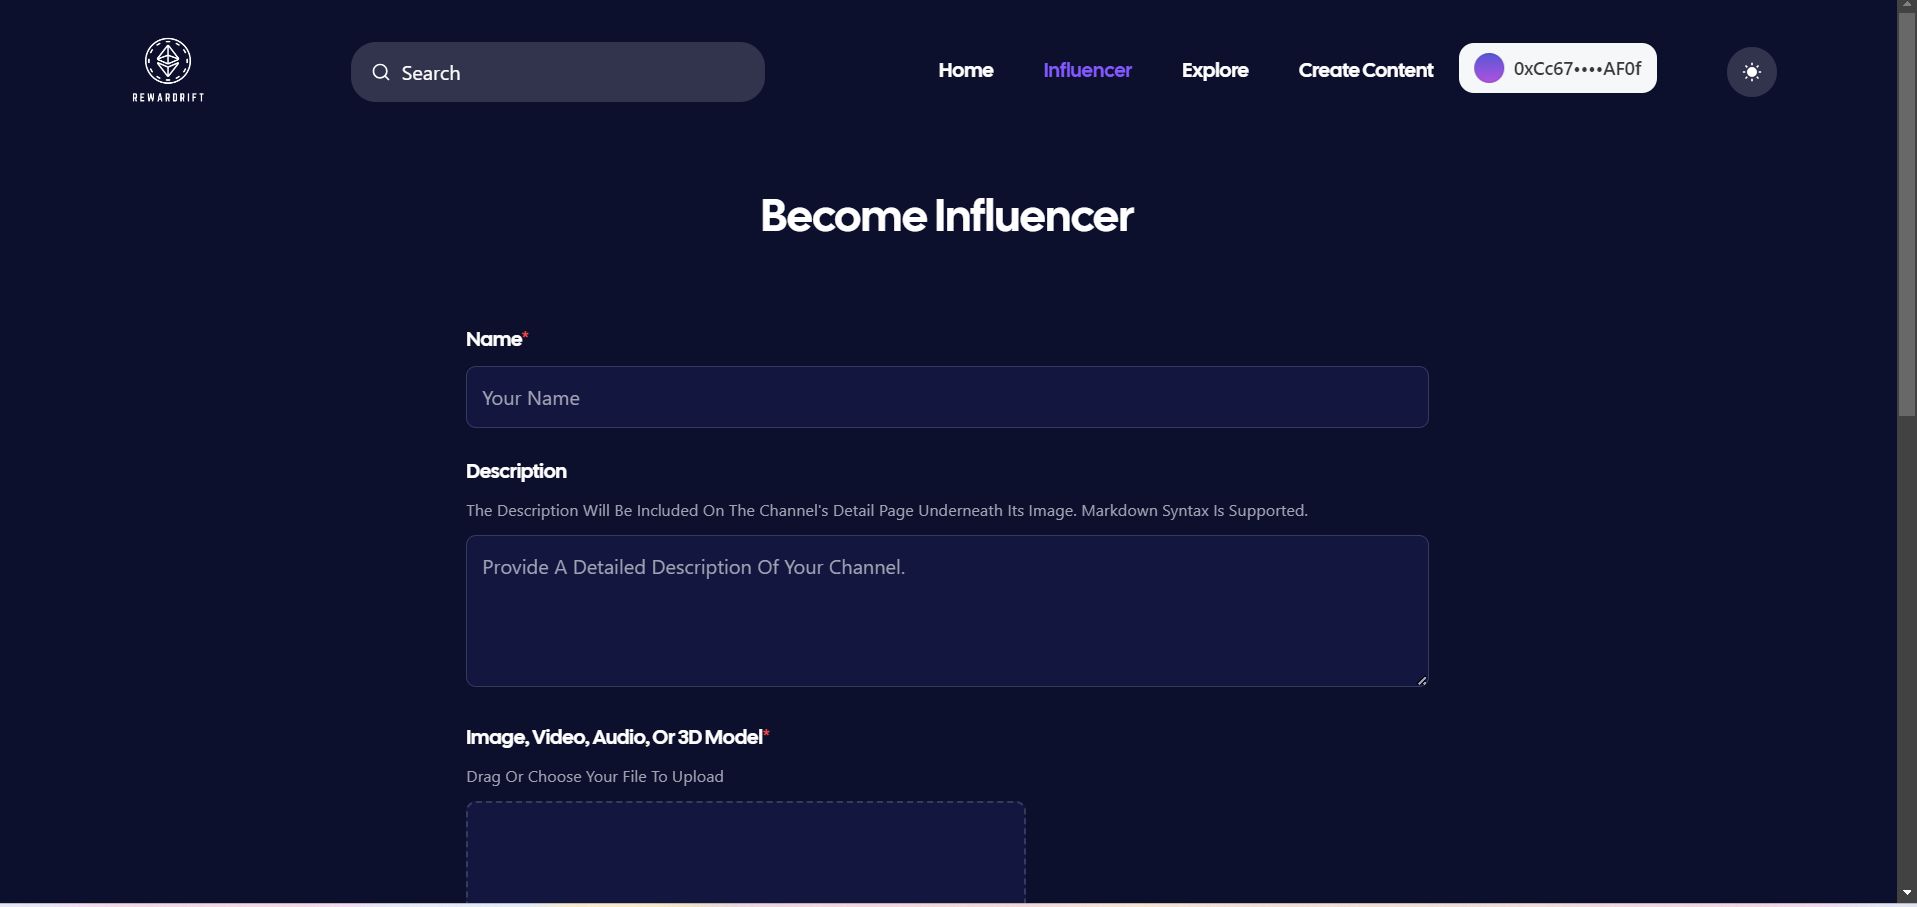 REWARDRIFT
Search
Home
Influencer
Explore
Create Content
0xCc67••••AF0f
Become Influencer
Name*
Your Name
Description
The Description Will Be Included On The Channel's Detail Page Underneath Its Image. Markdown Syntax Is Supported.
Provide A Detailed Description Of Your Channel.
Image, Video, Audio, Or 3D Model*
Drag Or Choose Your File To Upload